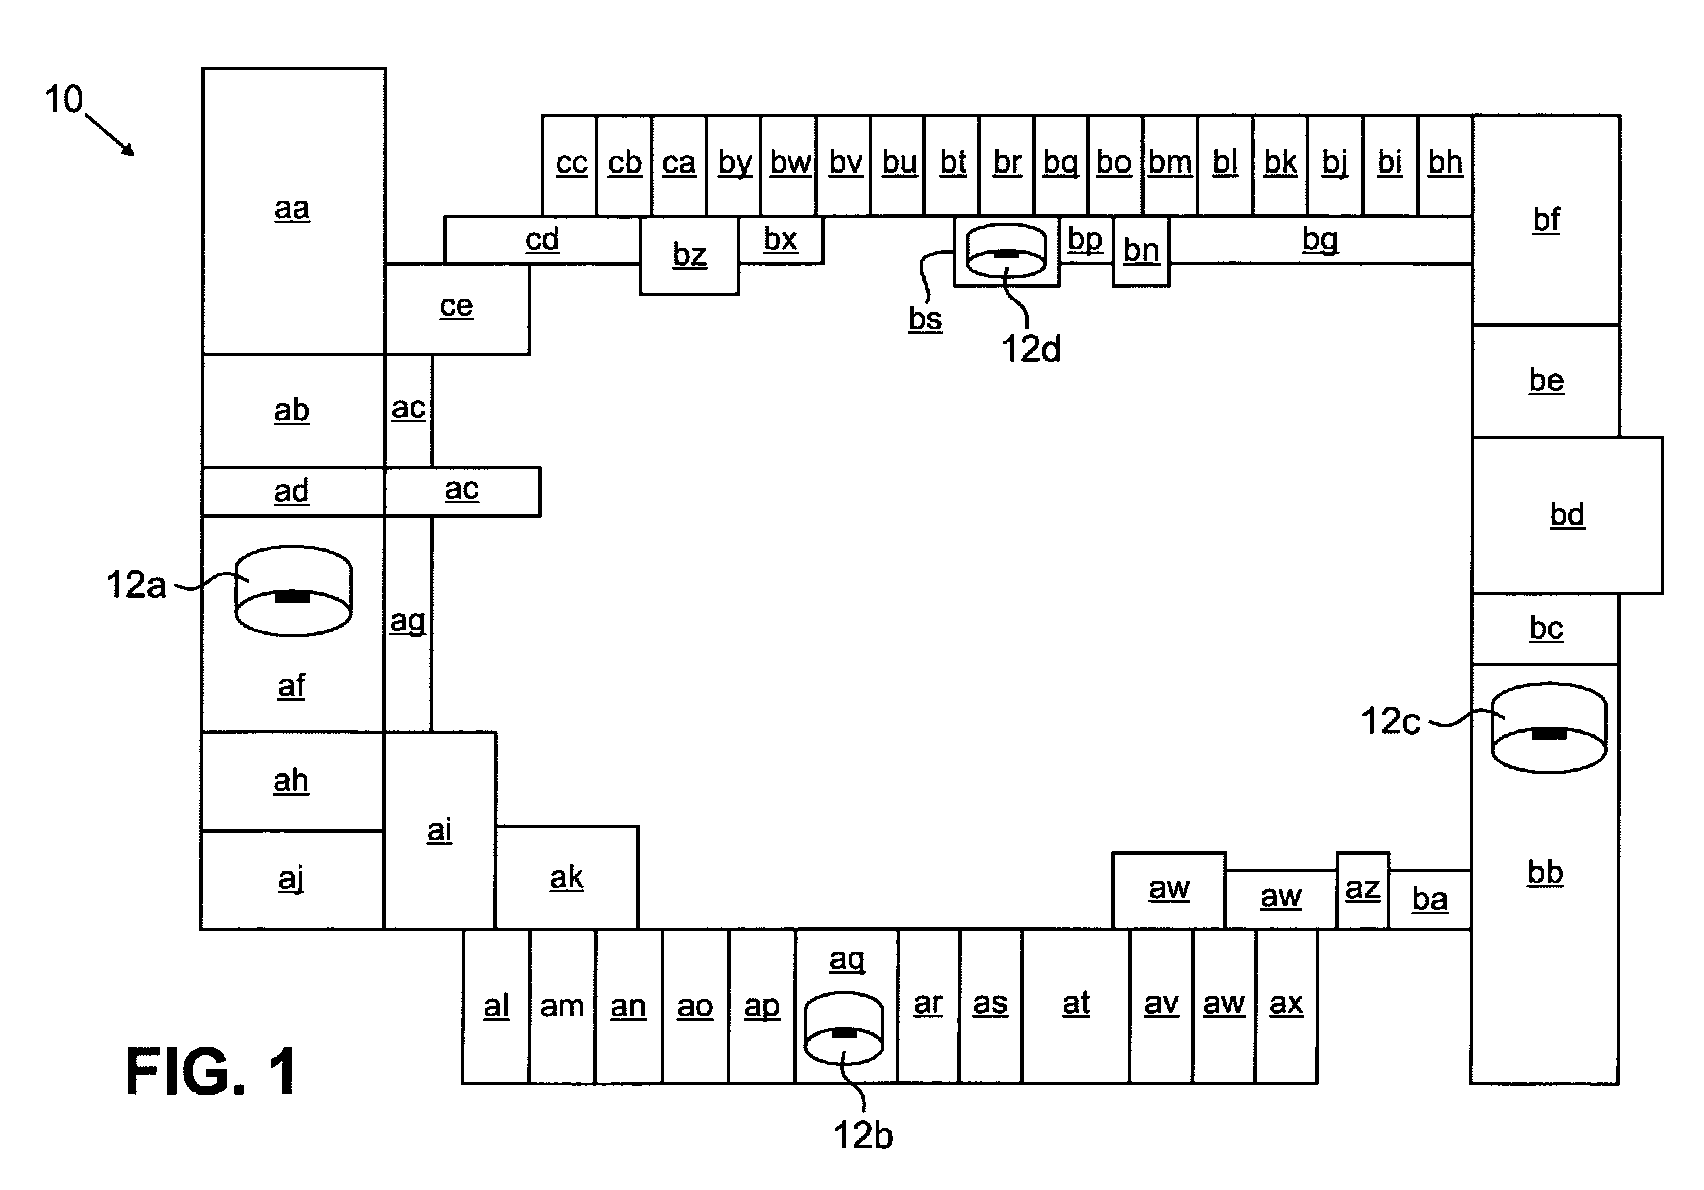 10
aa
cc cb ca by bw bv bu bt br bq bo bm bl bk bj bi bh
bf
cd bz bx bp bn bg
ce
bs
12d
ab ac
be
ad ac
bd
12a
ag
bc
af
12c
ah
ai
aj
ak
aw aw az ba
bb
al am an ao ap aq ar as at av aw ax
FIG. 1
12b